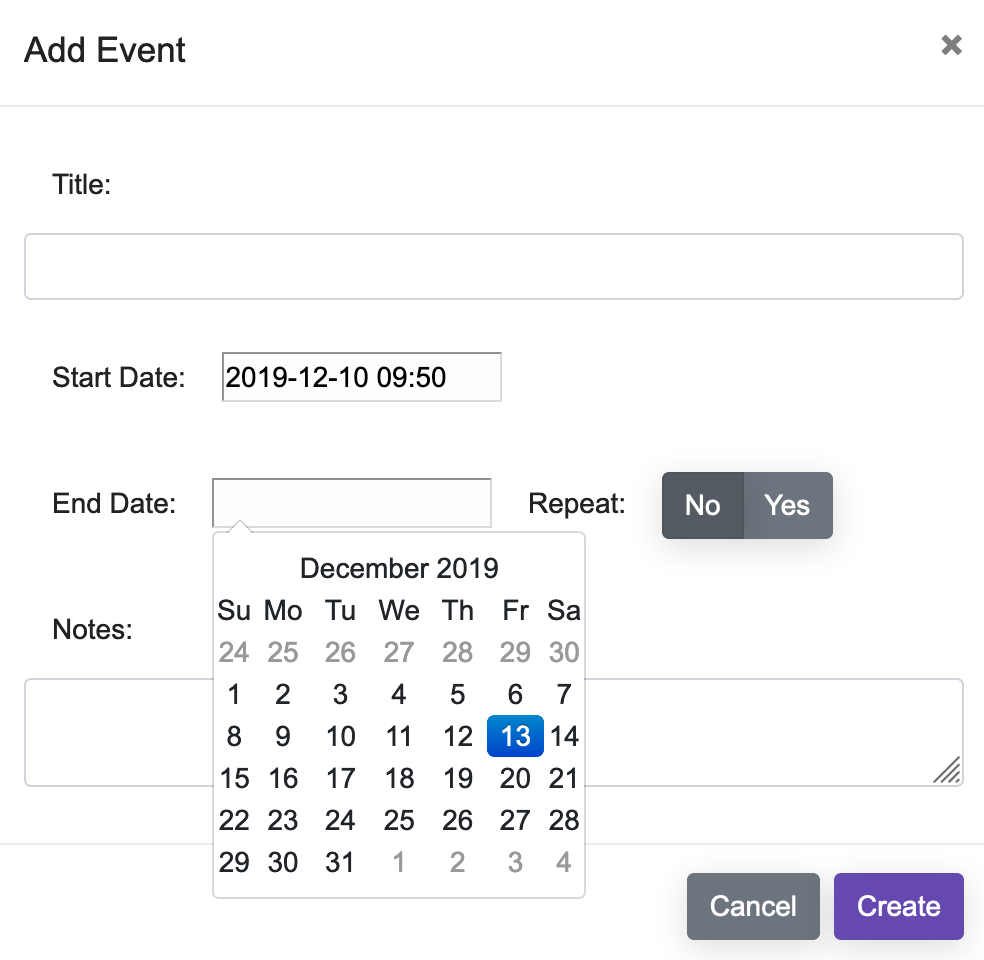 Add Event ✖
Title:
Start Date: 2019-12-10 09:50
End Date: Repeat: No Yes
December 2019
Su Mo Tu We Th Fr Sa
Notes:
24 25 26 27 28 29 30
1 2 3 4 5 6 7
8 9 10 11 12 13 14
15 16 17 18 19 20 21
22 23 24 25 26 27 28
29 30 31 1 2 3 4
Cancel Create